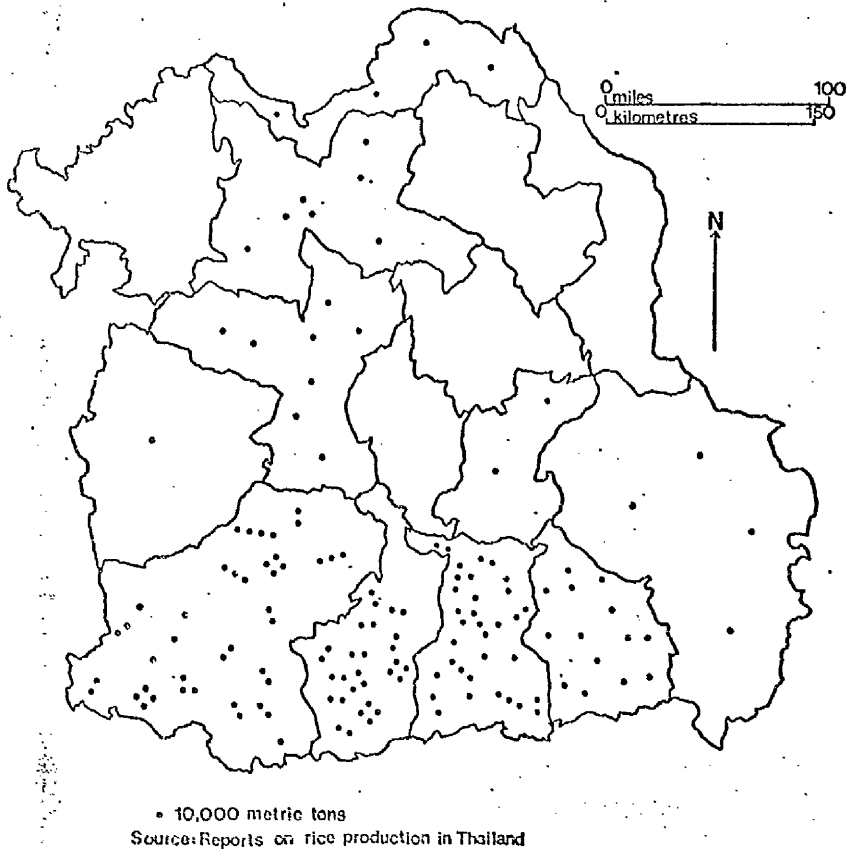 0 miles 100
0 kilometres 150
N
• 10,000 metric tons
Source: Reports on rice production in Thailand